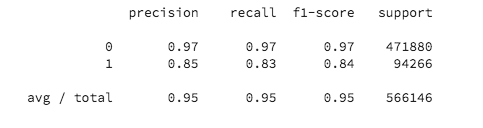 precision recall f1-score support
0 0.97 0.97 0.97 471880
1 0.85 0.83 0.84 94266
avg / total 0.95 0.95 0.95 566146